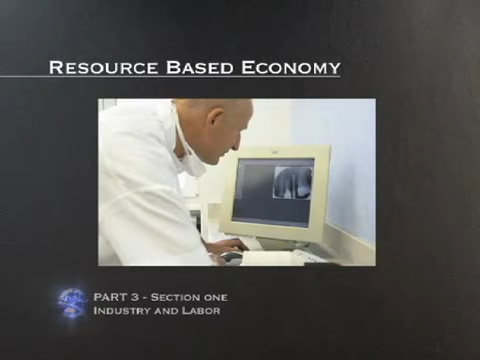 RESOURCE BASED ECONOMY
PART 3 - SECTION ONE
INDUSTRY AND LABOR